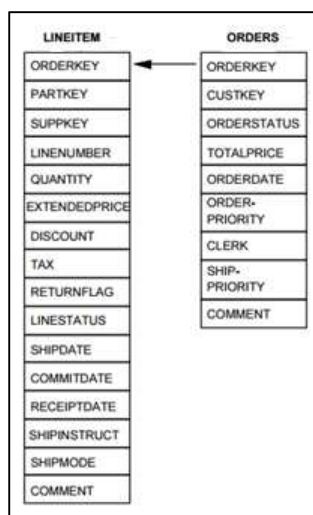 LINEITEM
ORDERKEY
PARTKEY
SUPPKEY
LINENUMBER
QUANTITY
EXTENDEDPRICE
DISCOUNT
TAX
RETURNFLAG
LINESTATUS
SHIPDATE
COMMITDATE
RECEIPTDATE
SHIPINSTRUCT
SHIPMODE
COMMENT
ORDERS
ORDERKEY
CUSTKEY
ORDERSTATUS
TOTALPRICE
ORDERDATE
ORDER-
PRIORITY
CLERK
SHIP-
PRIORITY
COMMENT